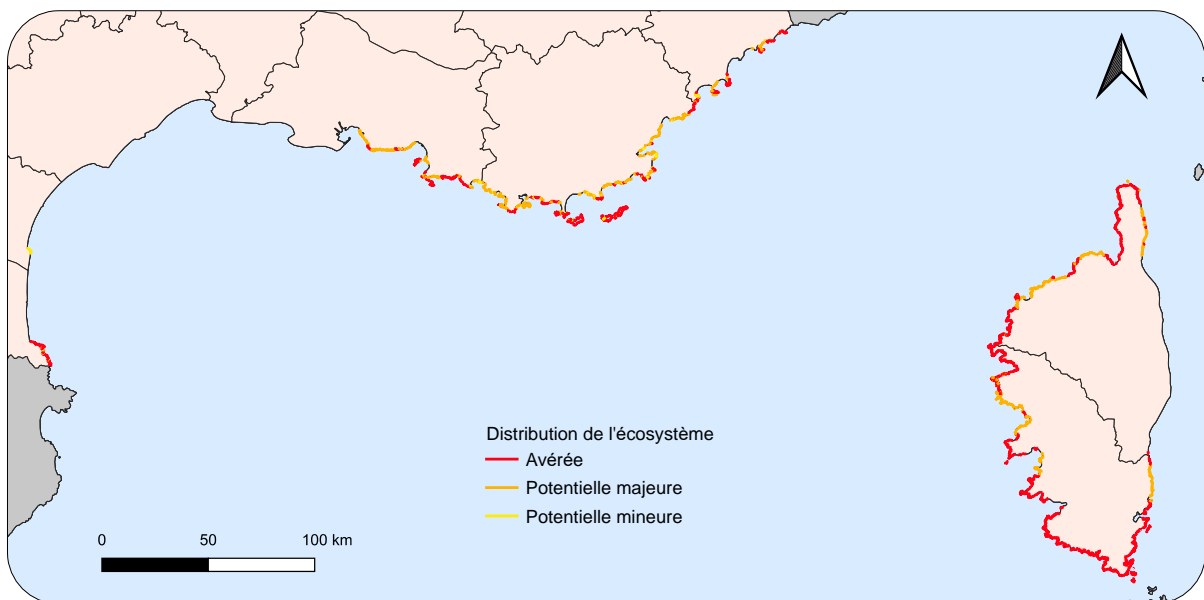 Distribution de l'écosystème
Avérée
Potentielle majeure
Potentielle mineure
0 50 100 km